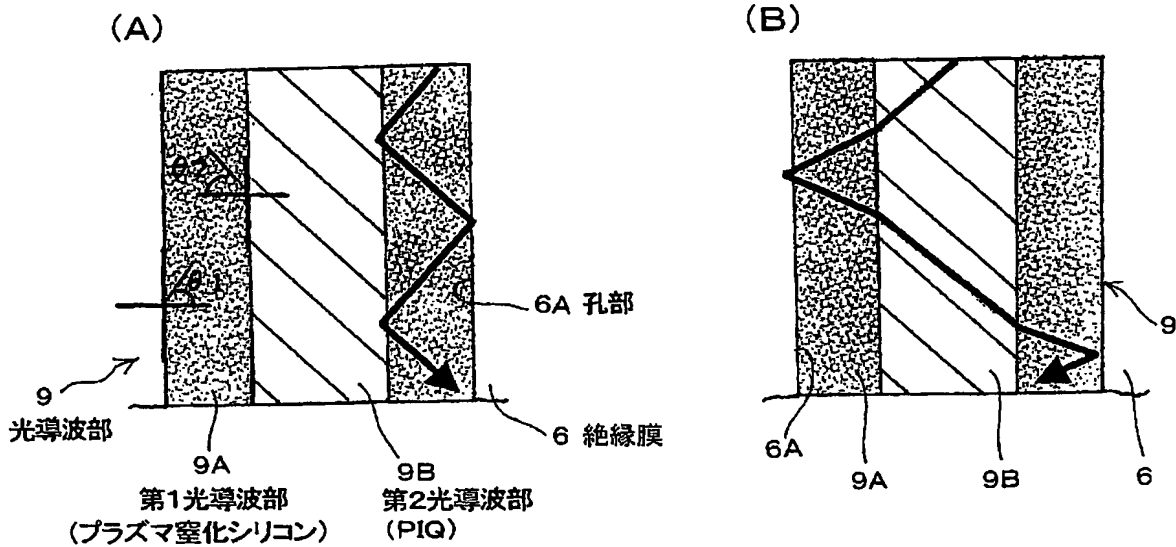 (A)
θ2
θ1
9
光導波部
9A
第1光導波部
(プラズマ窒化シリコン)
9B
第2光導波部
(PIQ)
6A 孔部
6 絶縁膜
(B)
9
6A
9A
9B
6